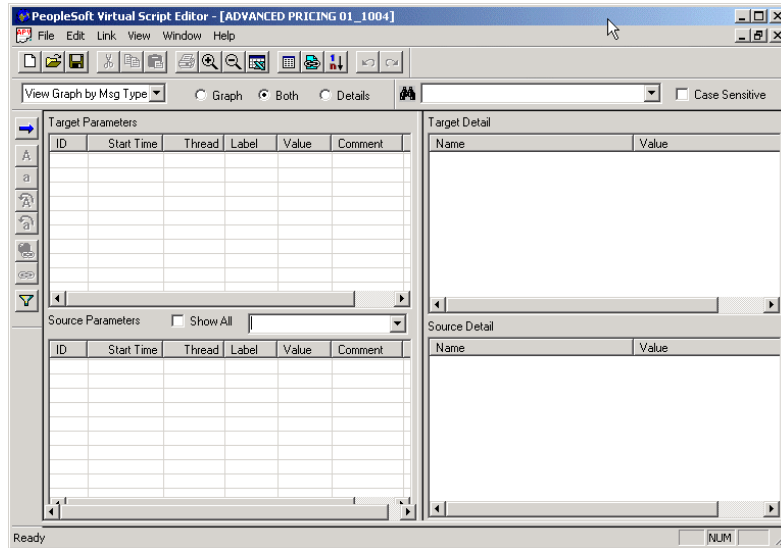 PeopleSoft Virtual Script Editor - [ADVANCED PRICING 01_1004]
File Edit Link View Window Help
View Graph by Msg Type Graph Both Details Case Sensitive
Target Parameters
ID Start Time Thread Label Value Comment
Target Detail
Name Value
A
a
A
a
Source Parameters Show All
ID Start Time Thread Label Value Comment
Source Detail
Name Value
Ready NUM